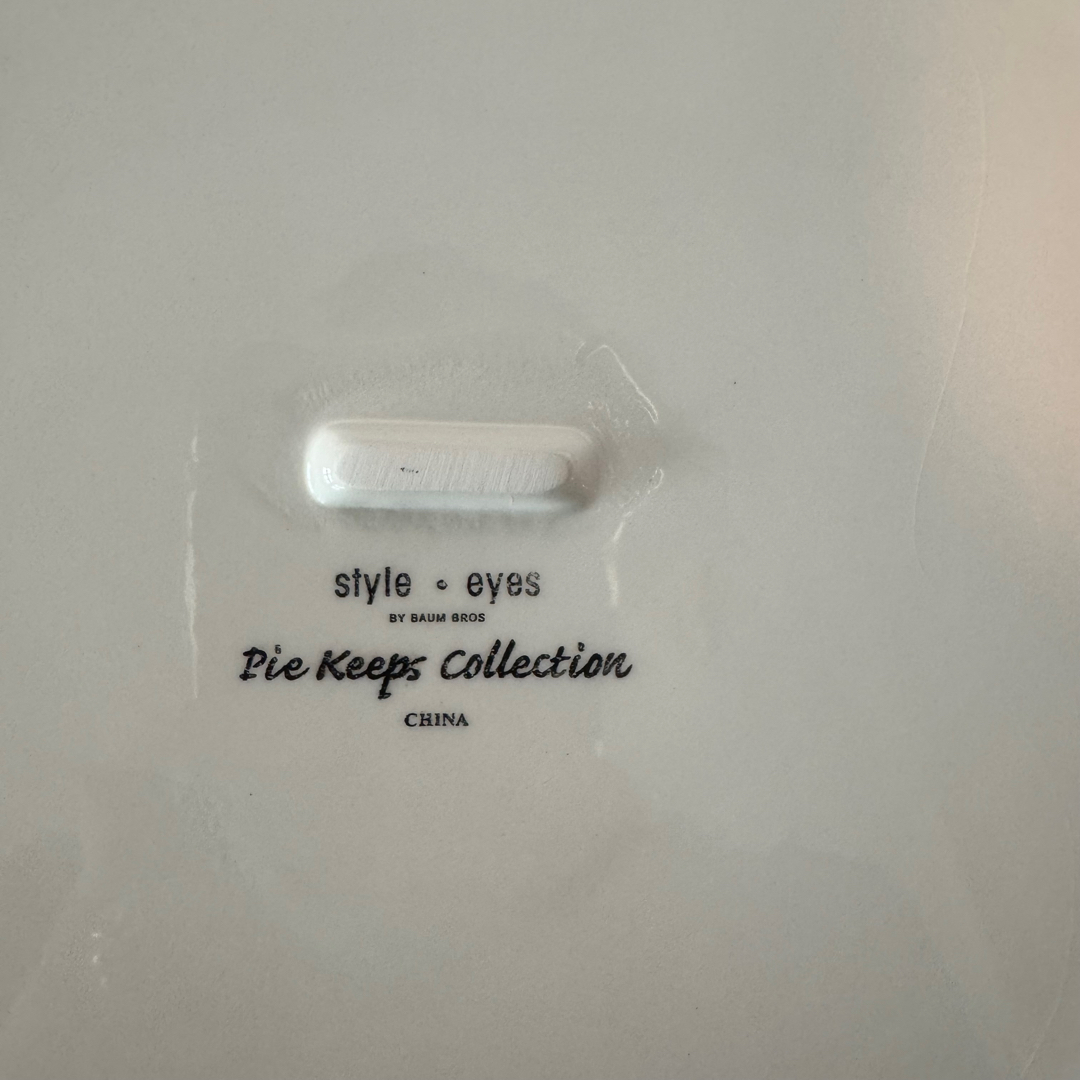 style • eyes
BY BAUM BROS
Pie Keeps Collection
CHINA